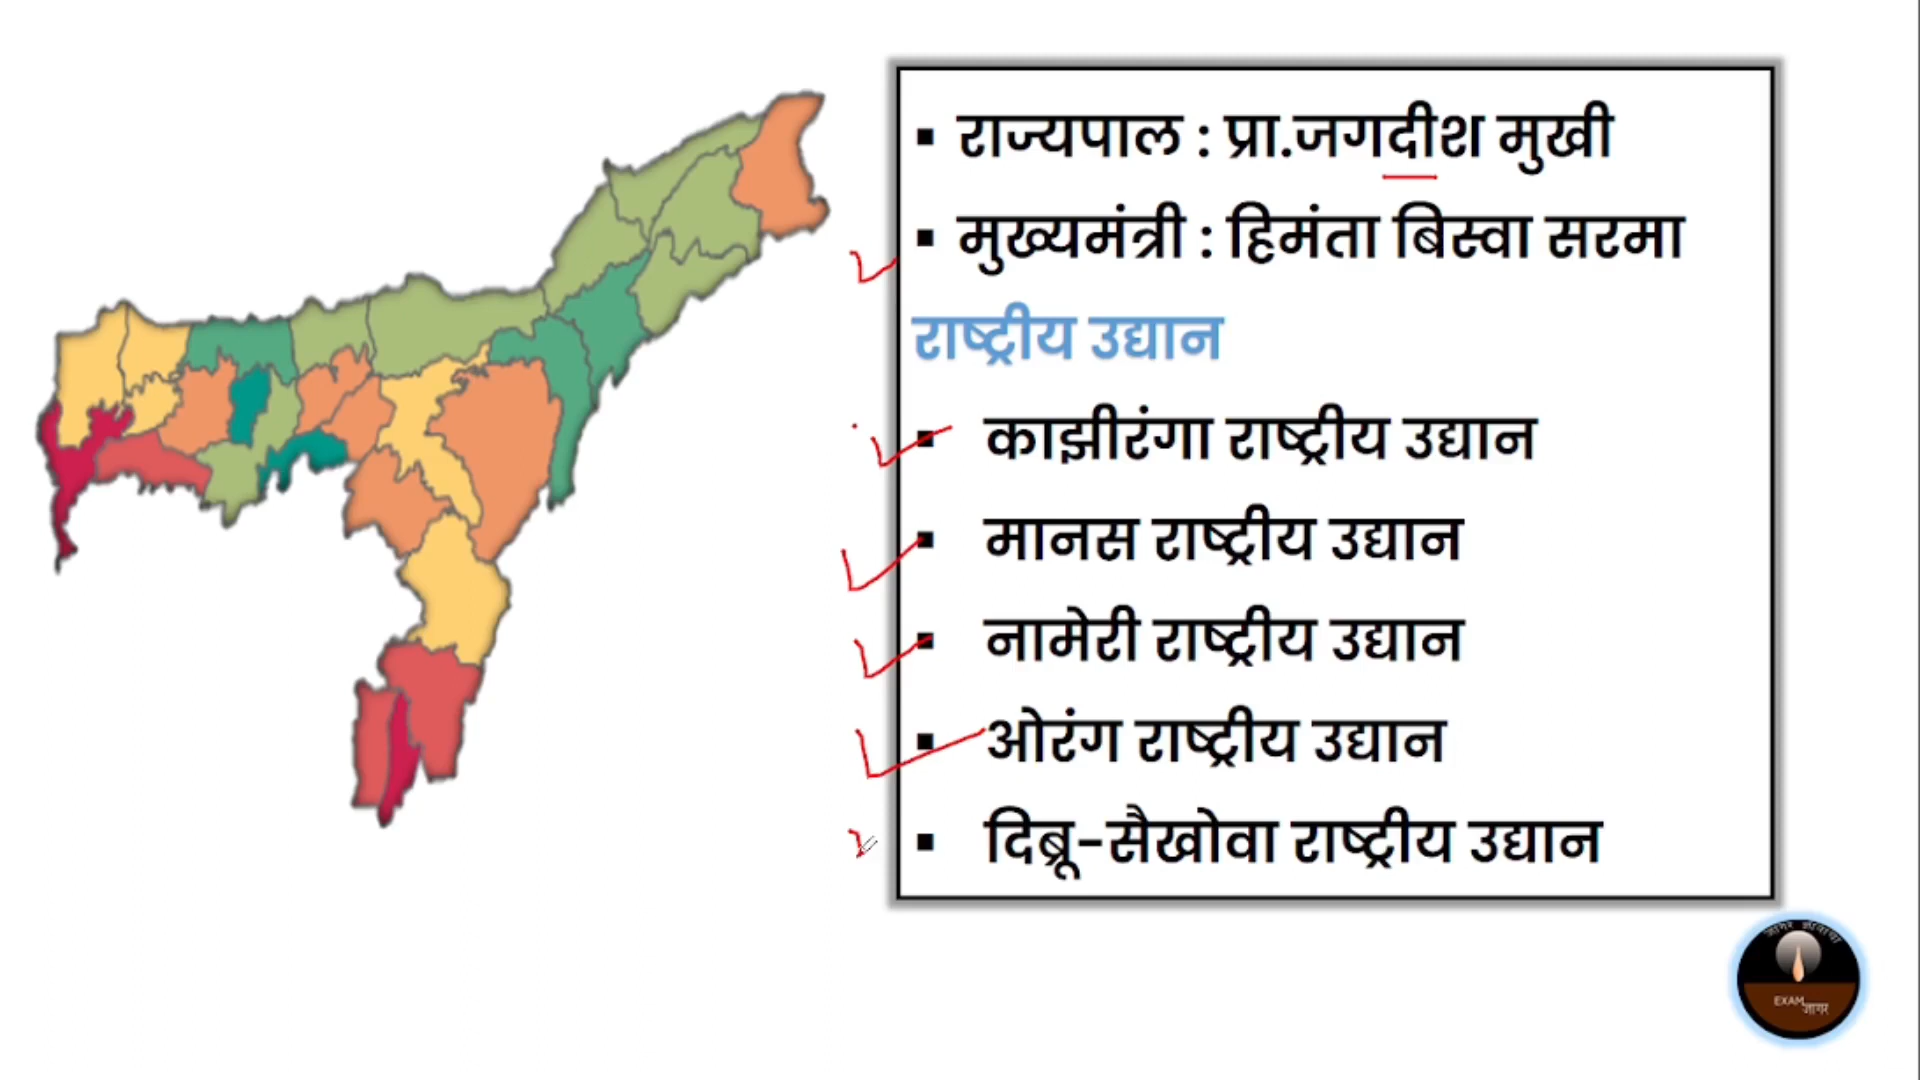 ▪ राज्यपाल : प्रा.जगदीश मुखी
▪ मुख्यमंत्री : हिमंता बिस्वा सरमा
राष्ट्रीय उद्यान
▪ काझीरंगा राष्ट्रीय उद्यान
▪ मानस राष्ट्रीय उद्यान
▪ नामेरी राष्ट्रीय उद्यान
▪ ओरंग राष्ट्रीय उद्यान
▪ दिब्रू-सैखोवा राष्ट्रीय उद्यान
EXAM
जागर